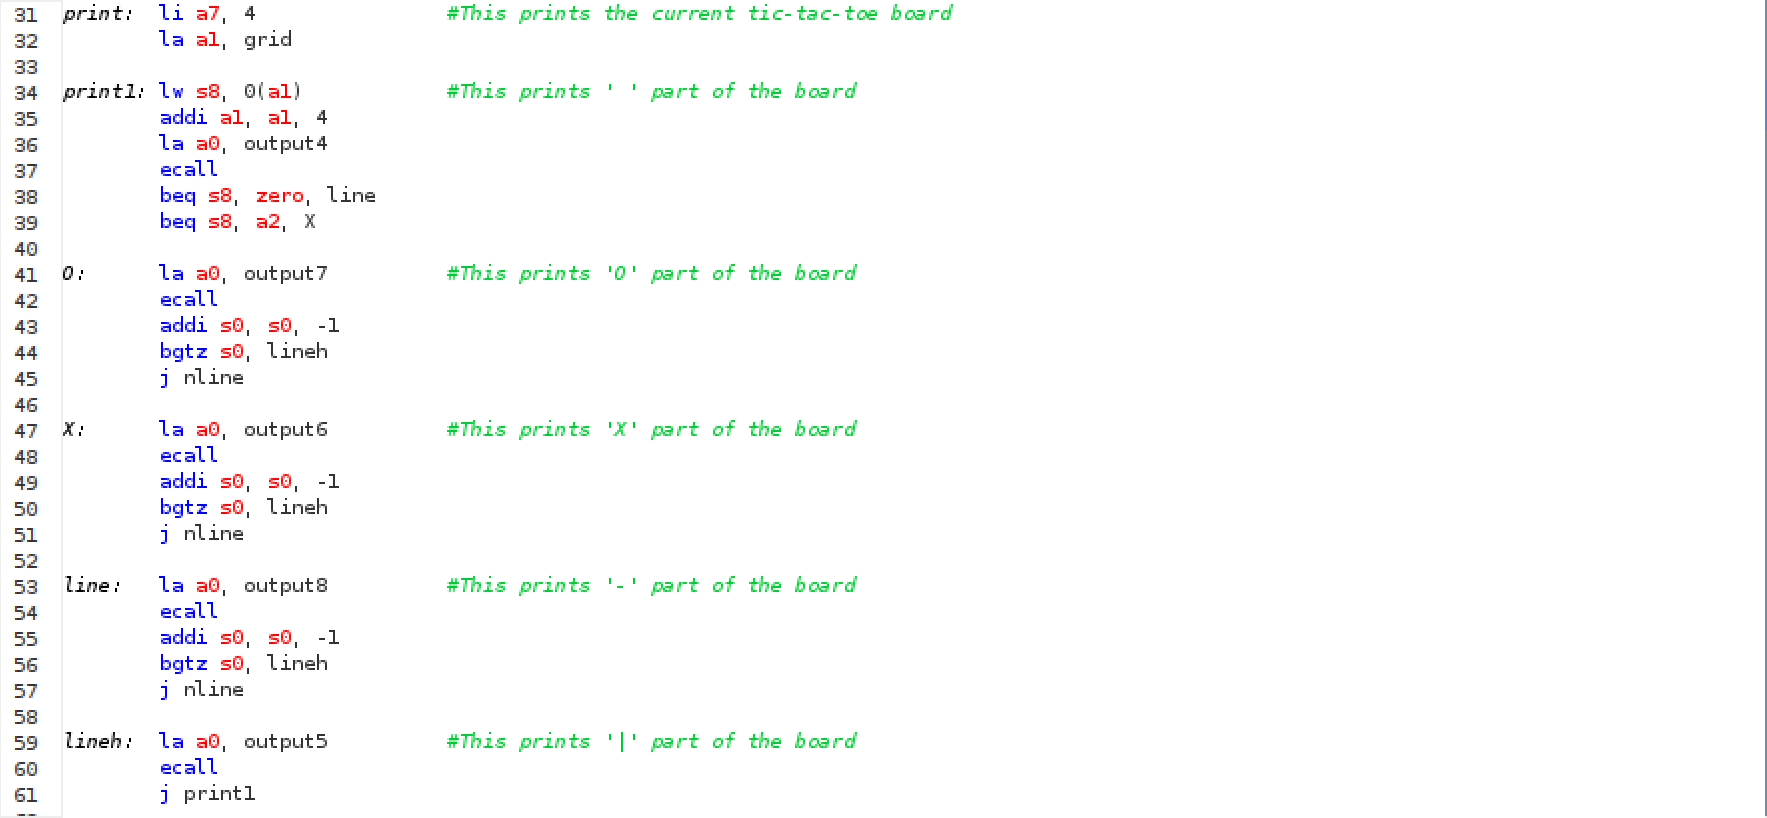 31 print: li a7, 4 #This prints the current tic-tac-toe board
32 la a1, grid
33
34 print1: lw s8, 0(a1) #This prints ' ' part of the board
35 addi a1, a1, 4
36 la a0, output4
37 ecall
38 beq s8, zero, line
39 beq s8, a2, X
40
41 O: la a0, output7 #This prints 'O' part of the board
42 ecall
43 addi s0, s0, -1
44 bgtz s0, lineh
45 j nline
46
47 X: la a0, output6 #This prints 'X' part of the board
48 ecall
49 addi s0, s0, -1
50 bgtz s0, lineh
51 j nline
52
53 line: la a0, output8 #This prints '-' part of the board
54 ecall
55 addi s0, s0, -1
56 bgtz s0, lineh
57 j nline
58
59 lineh: la a0, output5 #This prints '|' part of the board
60 ecall
61 j print1